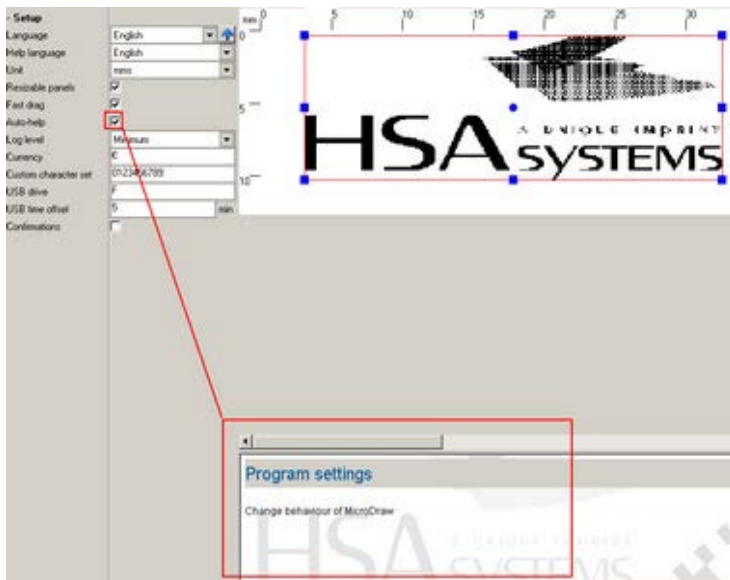 - Setup
Language English
Help language English
Unit mms
Resizable panels
Fast drag
Auto-help
Log level Minimum
Currency €
Custom character set 0123456789
USB drive F
USB time offset 5 min
Confirmations
mm 0 5 10 15 20 25 30
0
5
10
A UNIQUE IMPRINT
HSA SYSTEMS
Program settings
Change behaviour of MicroDraw
HSA SYSTEMS